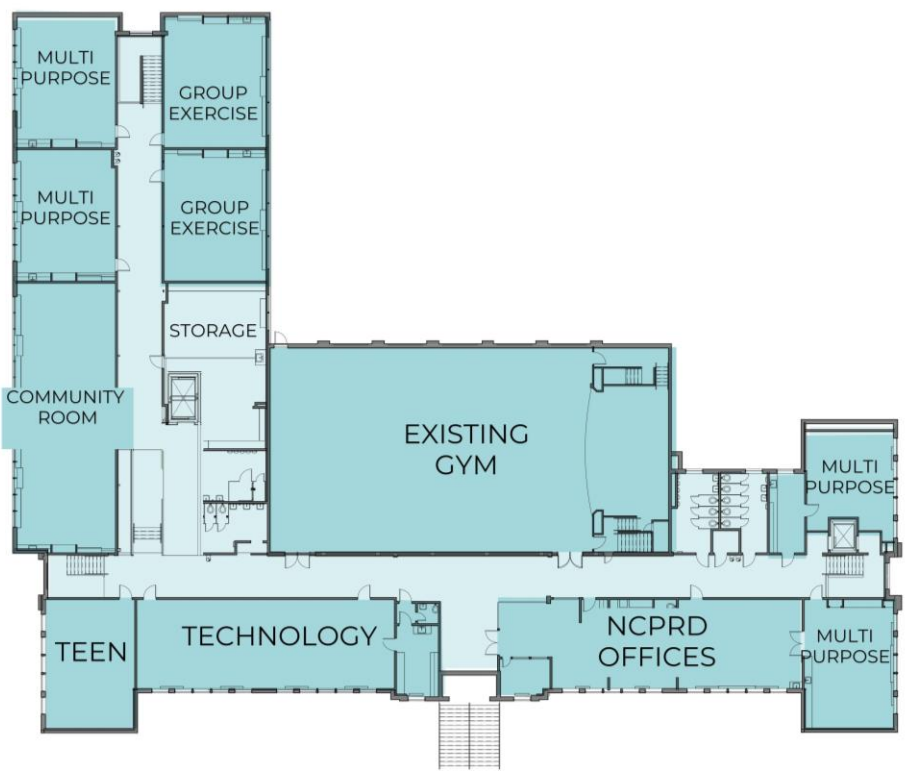 MULTI
PURPOSE
GROUP
EXERCISE
MULTI
PURPOSE
GROUP
EXERCISE
STORAGE
COMMUNITY
ROOM
EXISTING
GYM
MULTI
PURPOSE
TEEN
TECHNOLOGY
NCPRD
OFFICES
MULTI
PURPOSE